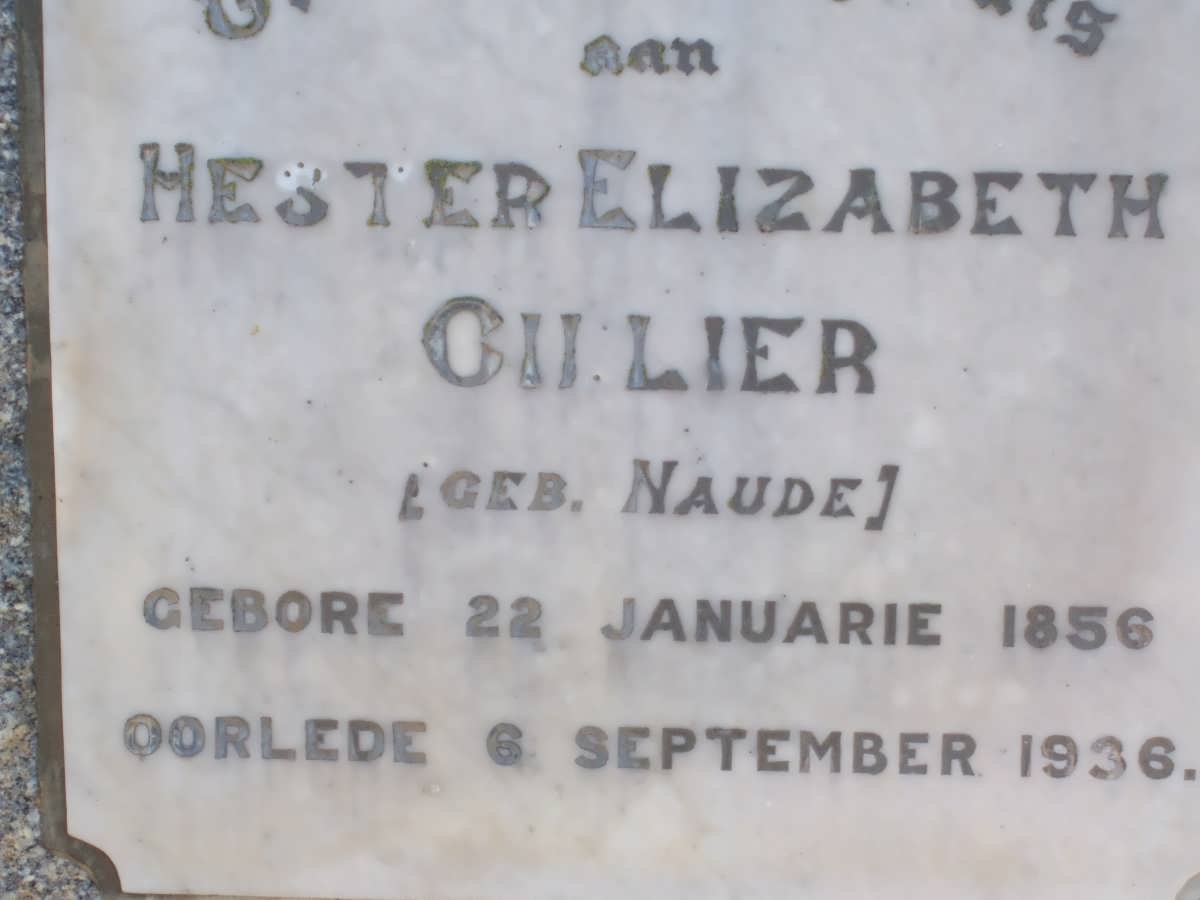 aan
HESTER ELIZABETH
CILLIER
[GEB. NAUDE]
GEBORE 22 JANUARIE 1856
OORLEDE 6 SEPTEMBER 1936.